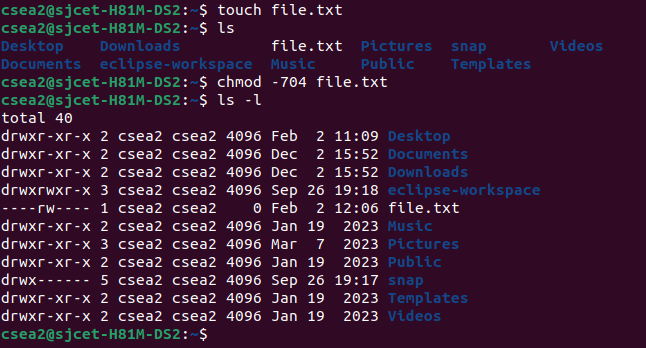 csea2@sjcet-H81M-DS2:~$ touch file.txt
csea2@sjcet-H81M-DS2:~$ ls
Desktop    Downloads          file.txt  Pictures  snap       Videos
Documents  eclipse-workspace  Music     Public    Templates
csea2@sjcet-H81M-DS2:~$ chmod -704 file.txt
csea2@sjcet-H81M-DS2:~$ ls -l
total 40
drwxr-xr-x 2 csea2 csea2 4096 Feb  2 11:09 Desktop
drwxr-xr-x 2 csea2 csea2 4096 Dec  2 15:52 Documents
drwxr-xr-x 2 csea2 csea2 4096 Dec  2 15:52 Downloads
drwxrwxr-x 3 csea2 csea2 4096 Sep 26 19:18 eclipse-workspace
----rw---- 1 csea2 csea2    0 Feb  2 12:06 file.txt
drwxr-xr-x 2 csea2 csea2 4096 Jan 19  2023 Music
drwxr-xr-x 3 csea2 csea2 4096 Mar  7  2023 Pictures
drwxr-xr-x 2 csea2 csea2 4096 Jan 19  2023 Public
drwx------ 5 csea2 csea2 4096 Sep 26 19:17 snap
drwxr-xr-x 2 csea2 csea2 4096 Jan 19  2023 Templates
drwxr-xr-x 2 csea2 csea2 4096 Jan 19  2023 Videos
csea2@sjcet-H81M-DS2:~$